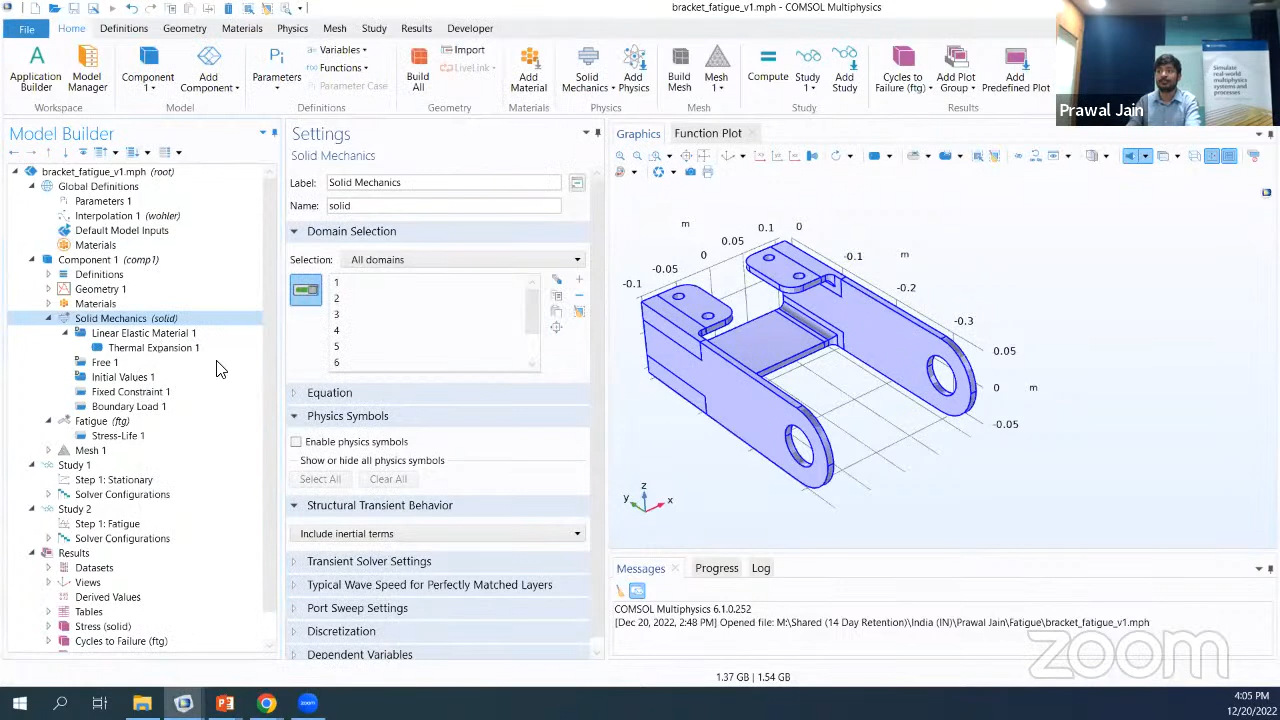 bracket_fatigue_v1.mph - COMSOL Multiphysics
File Home Definitions Geometry Materials Physics Mesh Study Results Developer
Application Builder
Model Manager
Workspace
Component 1
Add Component
Model
Parameters
Variables
Functions
Parameter Case
Definitions
Build All
Import
LiveLink
Geometry
Solid Mechanics
Add Physics
Physics
Build Mesh
Mesh 1
Mesh
Compute
Study 1
Add Study
Study
Cycles to Failure (ftg)
Add Plot Group
Add Predefined Plot
Results
Simulate
real-world
multiphysics
systems and
processes
Prawal Jain
Model Builder
bracket_fatigue_v1.mph (root)
Global Definitions
Parameters 1
Interpolation 1 (wohler)
Default Model Inputs
Materials
Component 1 (comp1)
Definitions
Geometry 1
Materials
Solid Mechanics (solid)
Linear Elastic Material 1
Thermal Expansion 1
Free 1
Initial Values 1
Fixed Constraint 1
Boundary Load 1
Fatigue (ftg)
Stress-Life 1
Mesh 1
Study 1
Step 1: Stationary
Solver Configurations
Study 2
Step 1: Fatigue
Solver Configurations
Results
Datasets
Views
Derived Values
Tables
Stress (solid)
Cycles to Failure (ftg)
Settings
Solid Mechanics
Label: Solid Mechanics
Name: solid
Domain Selection
Selection: All domains
1
2
3
4
5
6
Equation
Physics Symbols
Enable physics symbols
Show or hide all physics symbols
Select All Clear All
Structural Transient Behavior
Include inertial terms
Transient Solver Settings
Typical Wave Speed for Perfectly Matched Layers
Port Sweep Settings
Discretization
Dependent Variables
Graphics Function Plot
m
0.1
0
0.05
0
-0.05
-0.1
-0.1
m
-0.2
-0.3
0.05
0
m
-0.05
z
y
x
Messages Progress Log
COMSOL Multiphysics 6.1.0.252
[Dec 20, 2022, 2:48 PM] Opened file: M:\Shared (14 Day Retention)\India (IN)\Prawal Jain\Fatigue\bracket_fatigue_v1.mph
zoom
1.37 GB | 1.54 GB
zoom
4:05 PM
12/20/2022